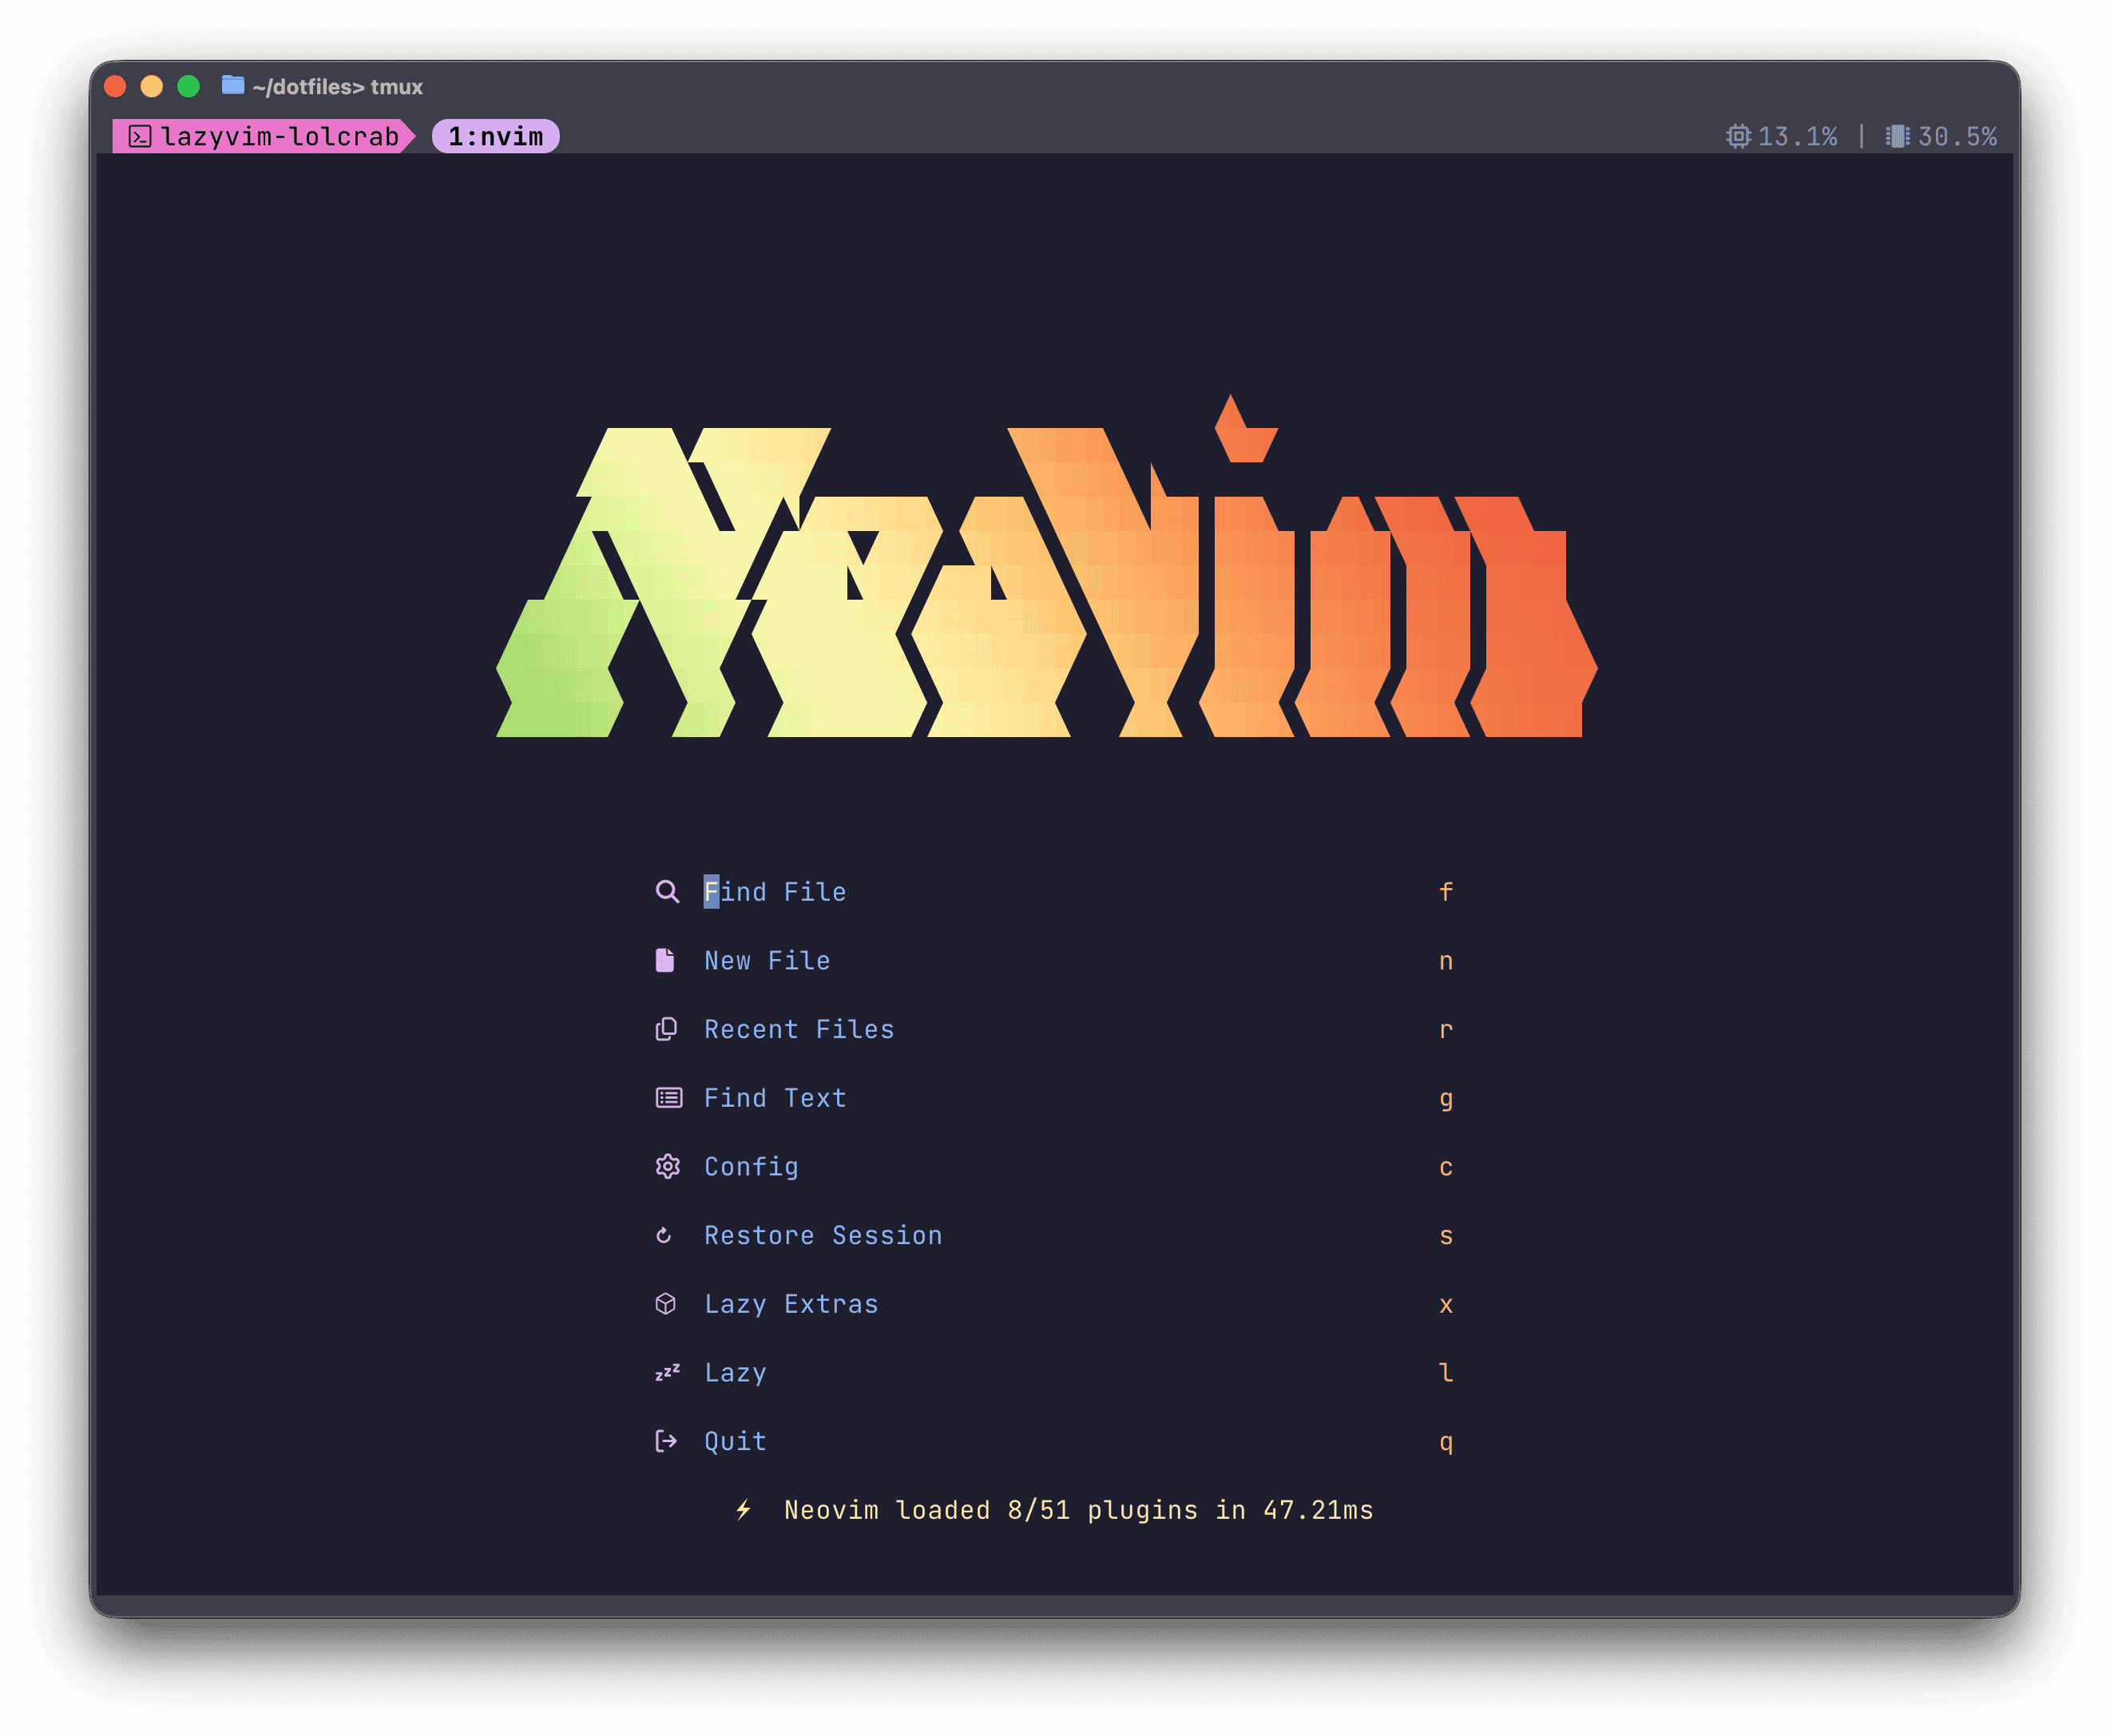 ~/dotfiles> tmux
lazyvim-lolcrab 1:nvim 13.1% | 30.5%
NeoVim
Find File f
New File n
Recent Files r
Find Text g
Config c
Restore Session s
Lazy Extras x
Lazy l
Quit q
Neovim loaded 8/51 plugins in 47.21ms